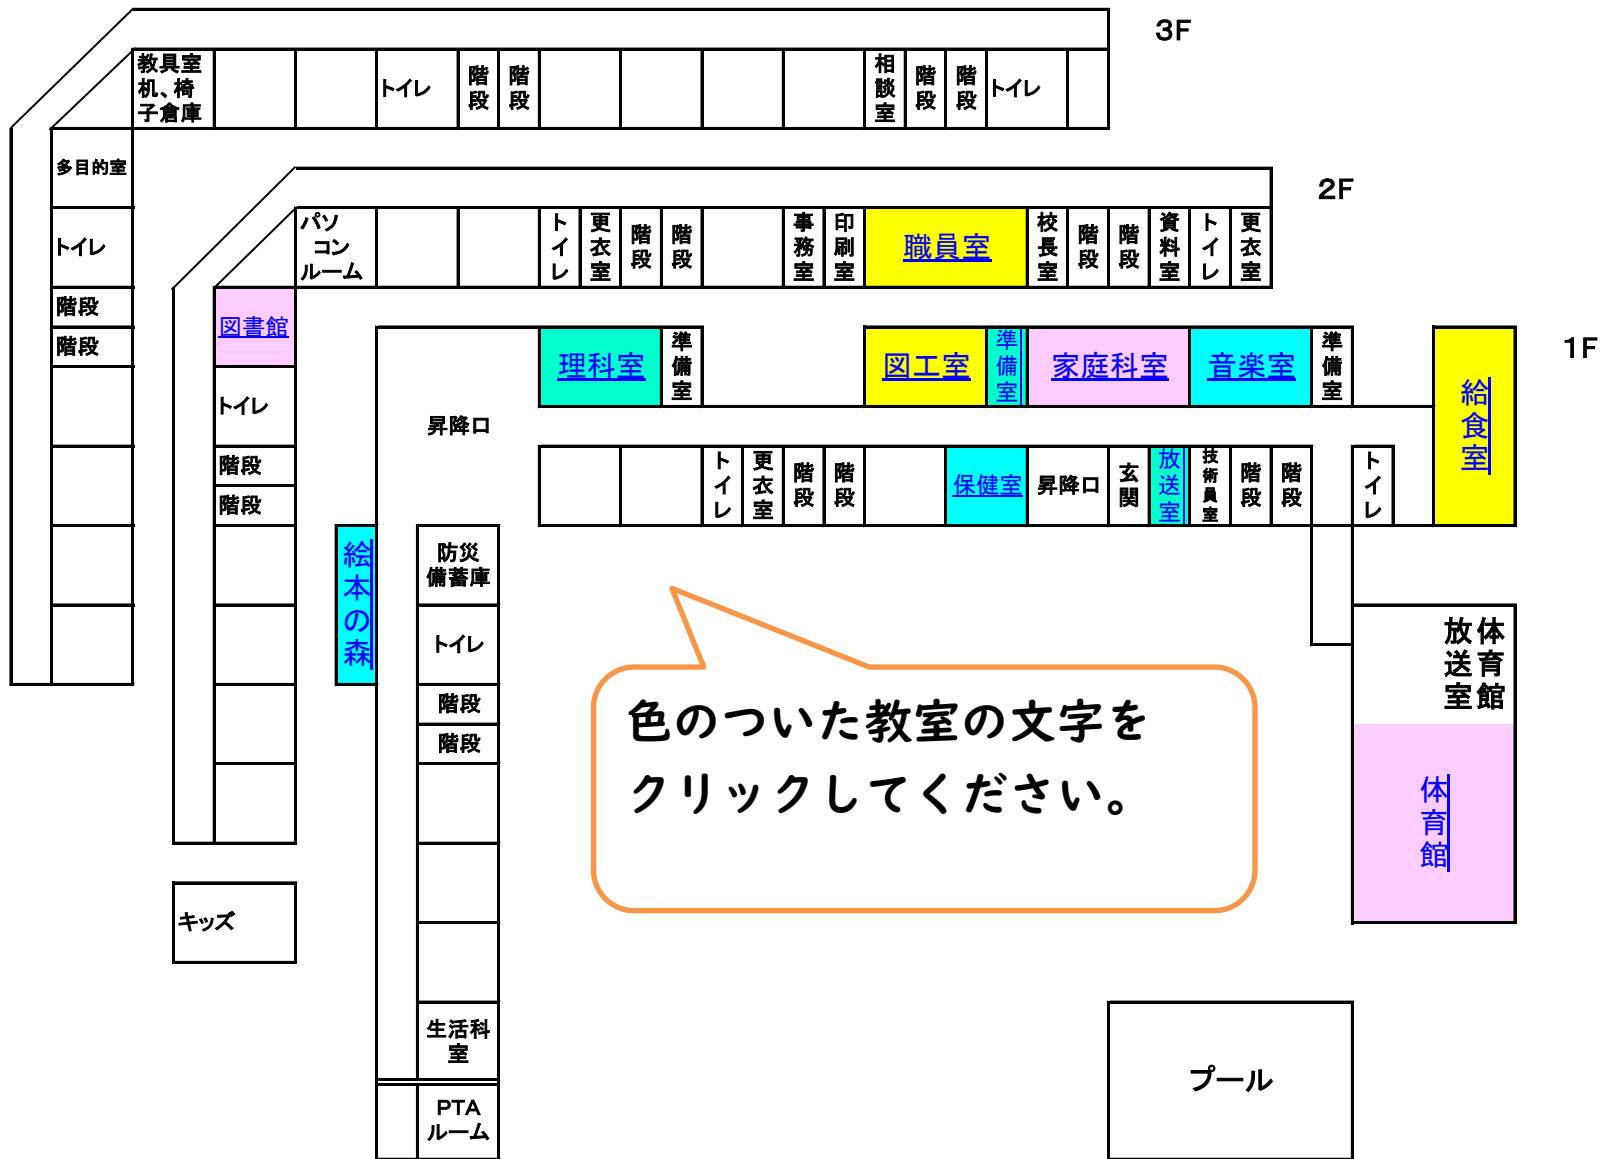 3F
教具室
机、椅
子倉庫
トイレ
階段
階段
相談室
階段
階段
トイレ
多目的室
トイレ
階段
階段
2F
パソ
コン
ルーム
トイレ
更衣室
階段
階段
事務室
印刷室
職員室
校長室
階段
階段
資料室
トイレ
更衣室
図書館
トイレ
階段
階段
キッズ
1F
理科室
準備室
図工室
準備室
家庭科室
音楽室
準備室
給食室
昇降口
トイレ
更衣室
階段
階段
保健室
昇降口
玄関
放送室
技術員室
階段
階段
トイレ
絵本の森
防災
備蓄庫
トイレ
階段
階段
生活科
室
PTA
ルーム
体育館
放送室
体育館
プール
色のついた教室の文字を
クリックしてください。